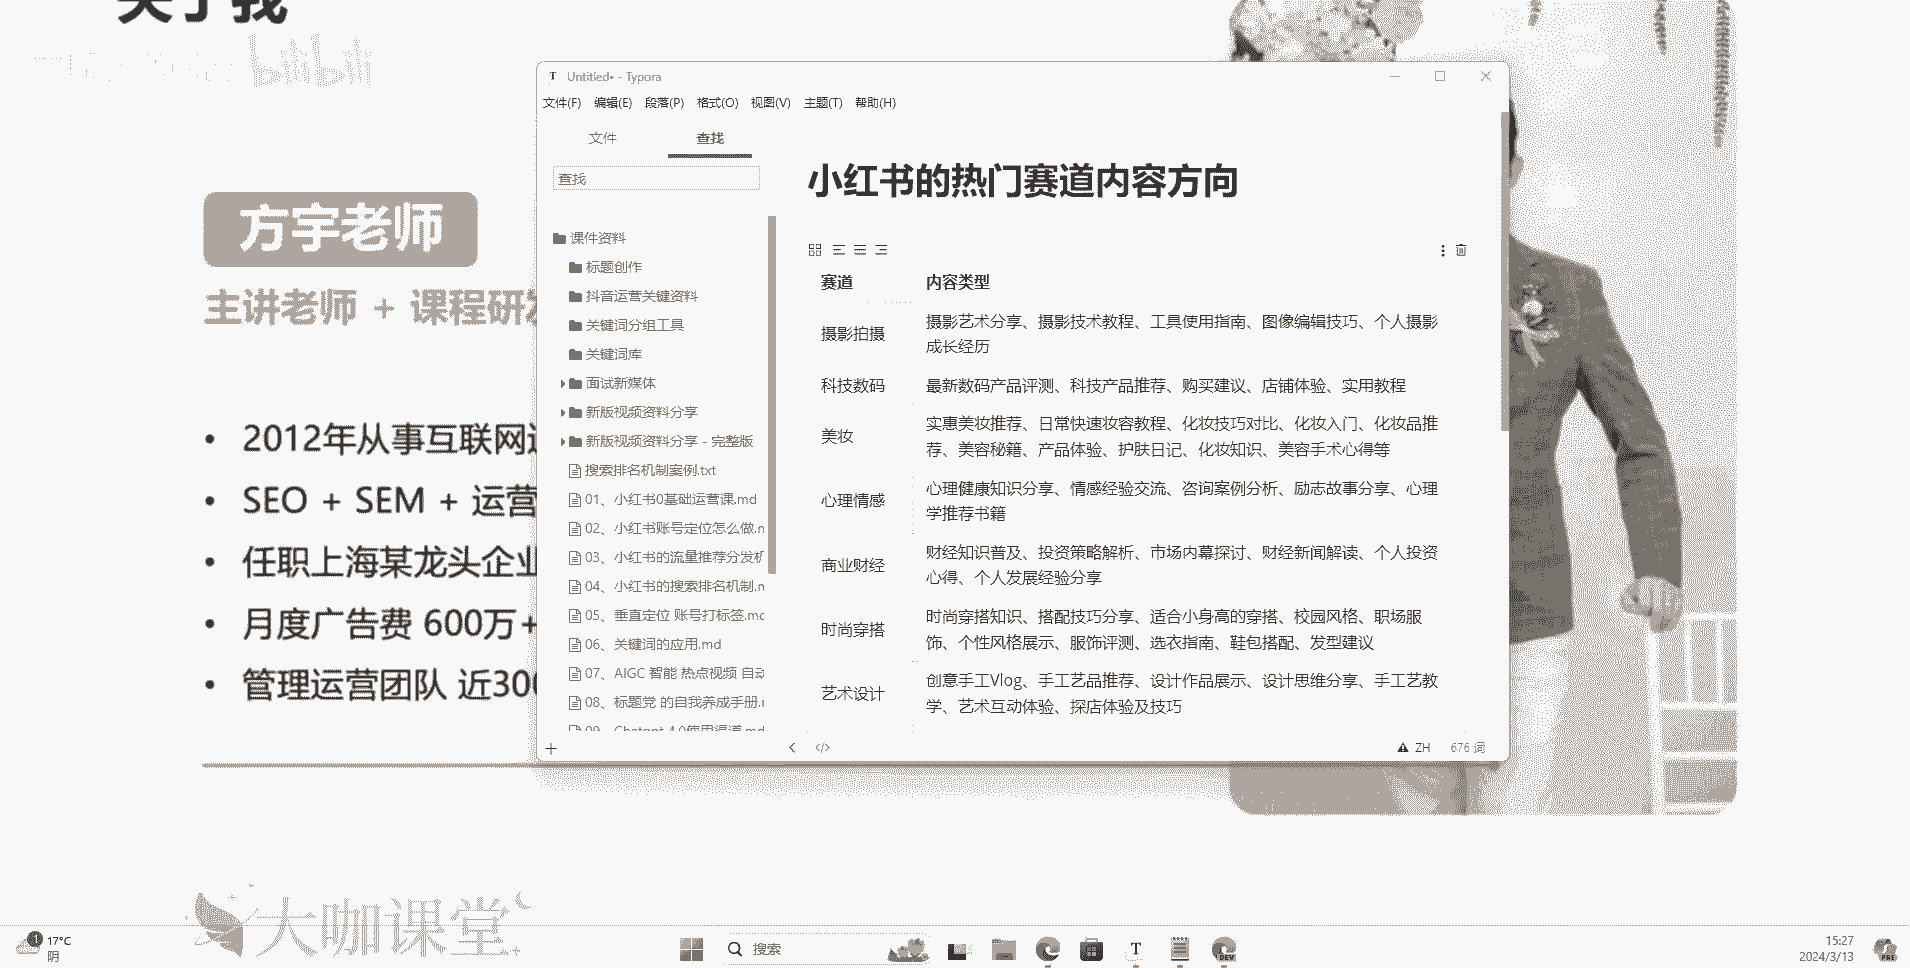 关于我
bilibili
方宇老师
主讲老师 + 课程研发
2012年从事互联网
SEO + SEM + 运营
任职上海某龙头企业
月度广告费 600万+
管理运营团队 近300
Untitled• - Typora
文件(F) 编辑(E) 段落(P) 格式(O) 视图(V) 主题(T) 帮助(H)
文件 查找
查找
课件资料
标题创作
抖音运营关键资料
关键词分组工具
关键词库
面试新媒体
新版视频资料分享
新版视频资料分享 - 完整版
搜索排名机制案例.txt
01、小红书0基础运营课.md
02、小红书账号定位怎么做.m
03、小红书的流量推荐分发机
04、小红书的搜索排名机制.m
05、垂直定位 账号打标签.md
06、关键词的应用.md
07、AIGC 智能 热点视频 自动
08、标题党 的自我养成手册.m
09、Chatgpt 4.0使用渠道.md
小红书的热门赛道内容方向
赛道 内容类型
摄影拍摄 摄影艺术分享、摄影技术教程、工具使用指南、图像编辑技巧、个人摄影
成长经历
科技数码 最新数码产品评测、科技产品推荐、购买建议、店铺体验、实用教程
美妆 实惠美妆推荐、日常快速妆容教程、化妆技巧对比、化妆入门、化妆品推
荐、美容秘籍、产品体验、护肤日记、化妆知识、美容手术心得等
心理情感 心理健康知识分享、情感经验交流、咨询案例分析、励志故事分享、心理
学推荐书籍
商业财经 财经知识普及、投资策略解析、市场内幕探讨、财经新闻解读、个人投资
心得、个人发展经验分享
时尚穿搭 时尚穿搭知识、搭配技巧分享、适合小身高的穿搭、校园风格、职场服
饰、个性风格展示、服饰评测、选衣指南、鞋包搭配、发型建议
艺术设计 创意手工Vlog、手工艺品推荐、设计作品展示、设计思维分享、手工艺教
学、艺术互动体验、探店体验及技巧
ZH 676 词
大咖课堂
1
17°C
阴
搜索
DEV
15:27
2024/3/13
PRE